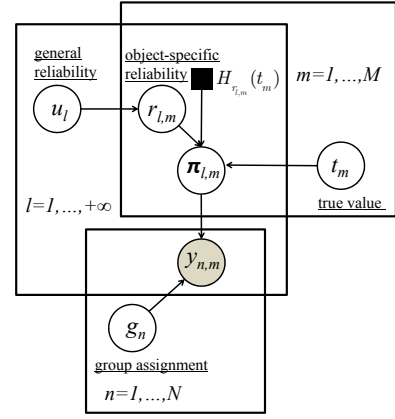 general
reliability
object-specific
reliability
H_{r_{l,m}}(t_m)
m=1,...,M
u_l
r_{l,m}
π_{l,m}
t_m
true value
l=1,...,+∞
y_{n,m}
g_n
group assignment
n=1,...,N